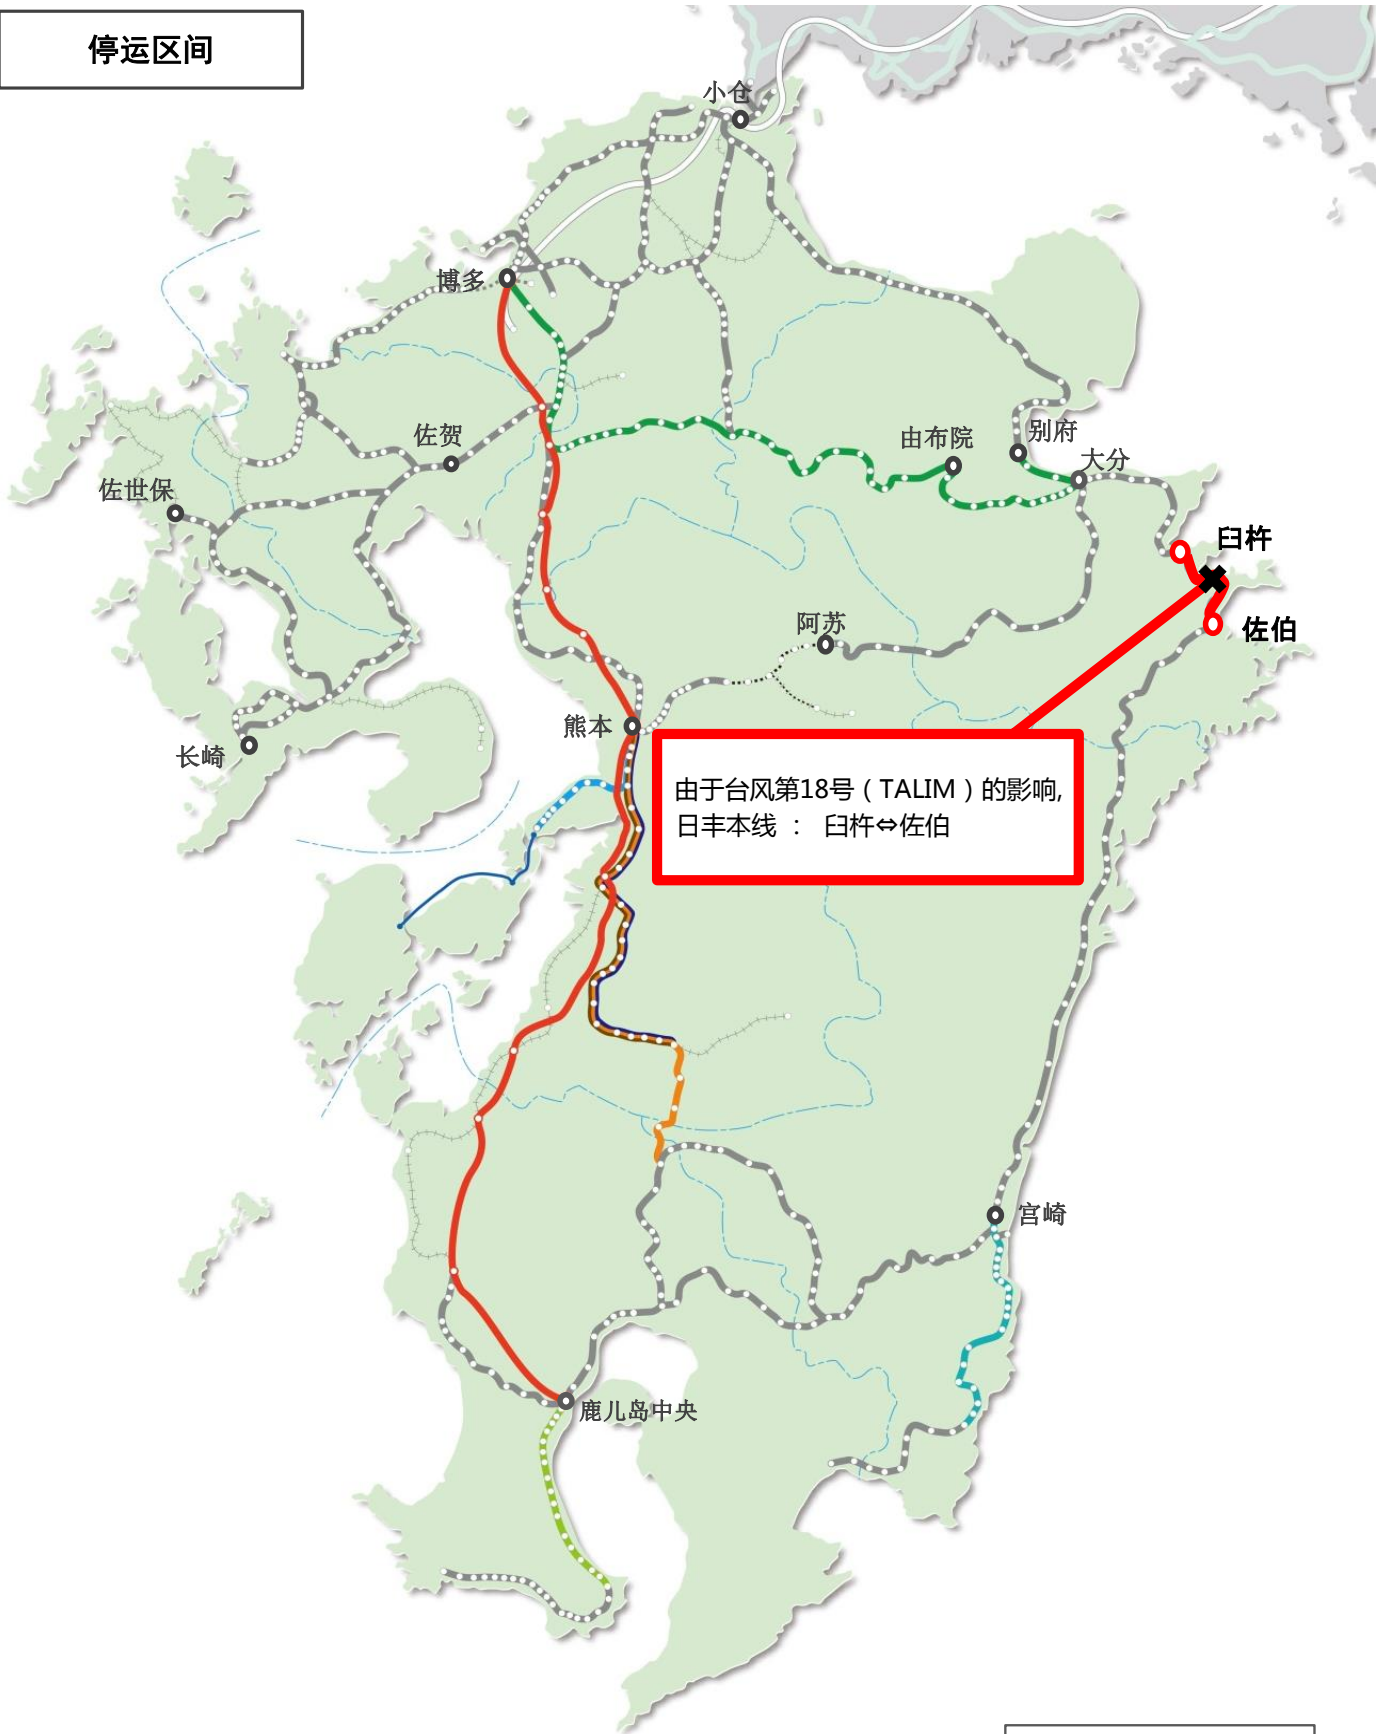 停运区间
小仓
博多
佐贺
由布院
别府
大分
佐世保
臼杵
佐伯
阿苏
熊本
长崎
由于台风第18号（TALIM）的影响,
日丰本线 ： 臼杵⇔佐伯
宫崎
鹿儿岛中央